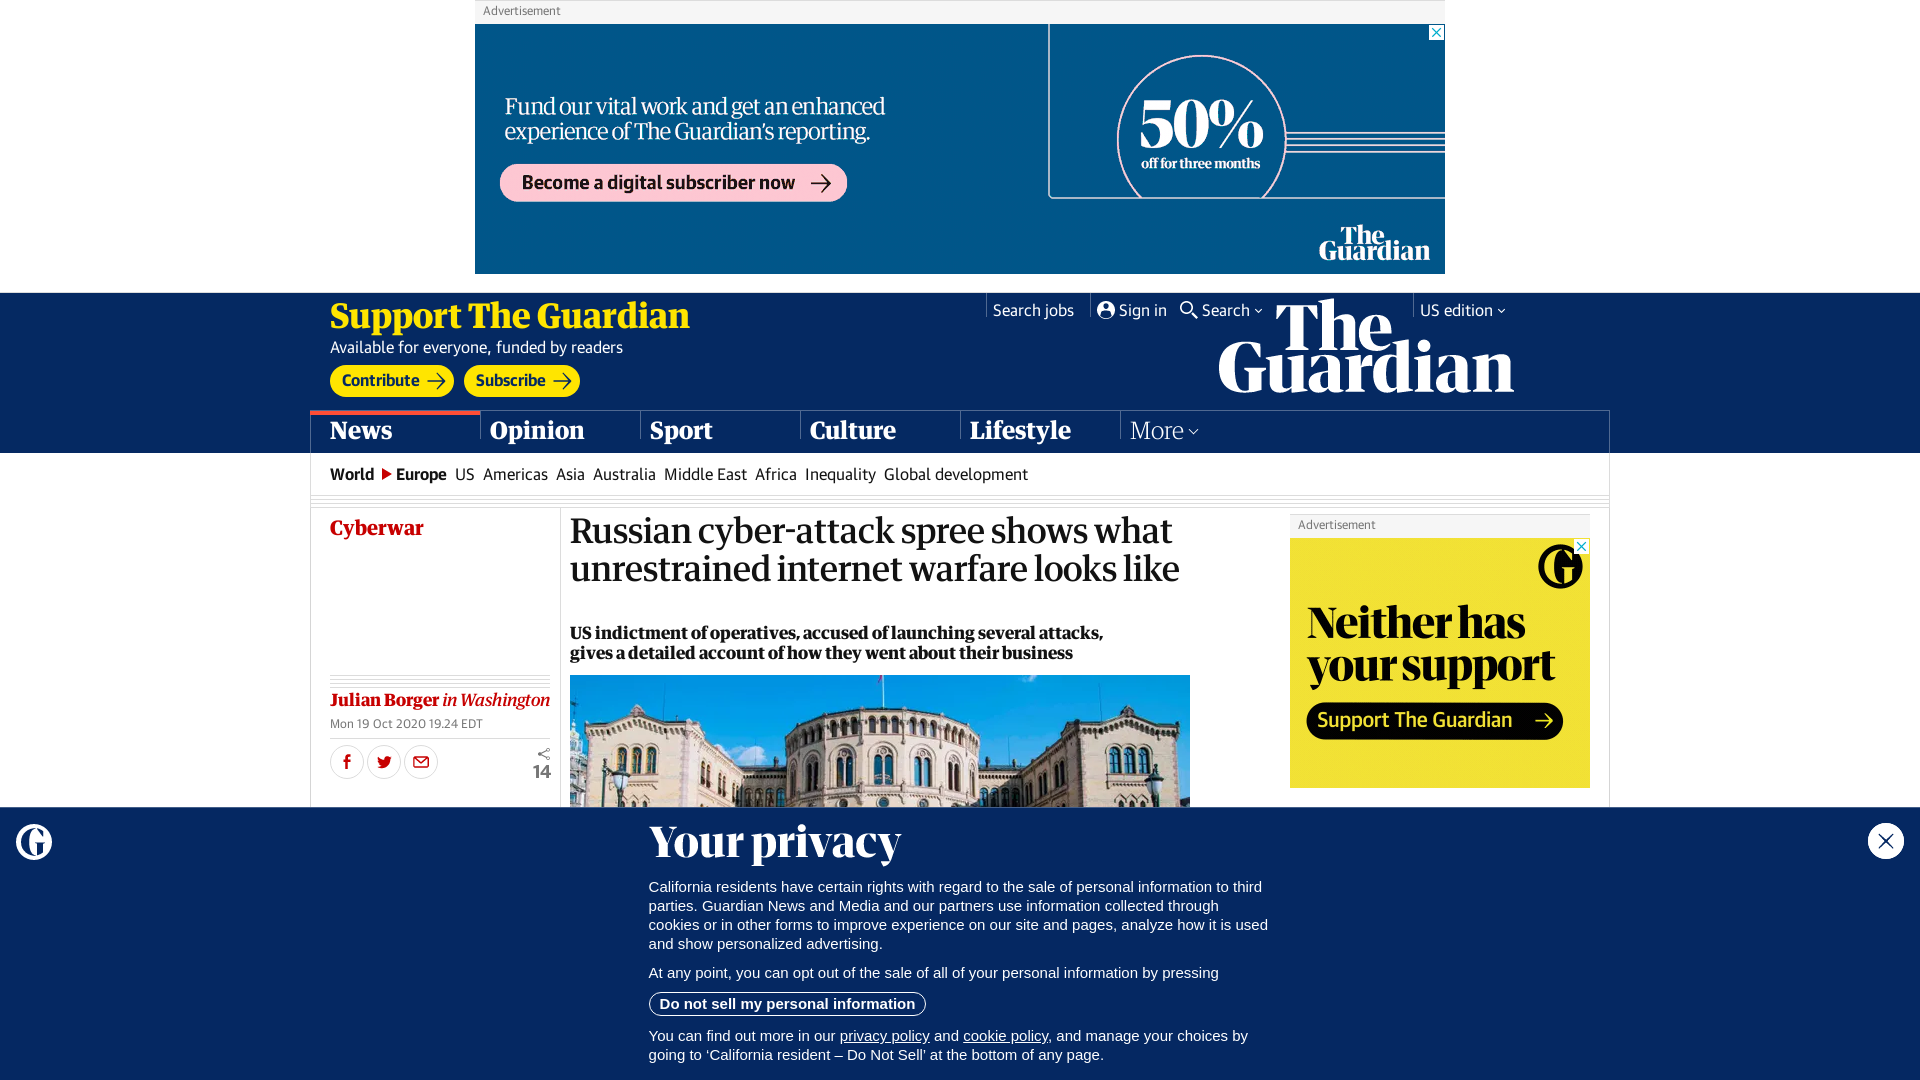 Advertisement
Fund our vital work and get an enhanced
experience of The Guardian's reporting.
Become a digital subscriber now
50%
off for three months
The
Guardian
Support The Guardian
Available for everyone, funded by readers
Contribute
Subscribe
Search jobs
Sign in
Search
US edition
The
Guardian
News
Opinion
Sport
Culture
Lifestyle
More
World
Europe
US
Americas
Asia
Australia
Middle East
Africa
Inequality
Global development
Cyberwar
Russian cyber-attack spree shows what
unrestrained internet warfare looks like
US indictment of operatives, accused of launching several attacks,
gives a detailed account of how they went about their business
Julian Borger in Washington
Mon 19 Oct 2020 19.24 EDT
14
Advertisement
G
Neither has
your support
Support The Guardian
G
Your privacy
California residents have certain rights with regard to the sale of personal information to third
parties. Guardian News and Media and our partners use information collected through
cookies or in other forms to improve experience on our site and pages, analyze how it is used
and show personalized advertising.
At any point, you can opt out of the sale of all of your personal information by pressing
Do not sell my personal information
You can find out more in our privacy policy and cookie policy, and manage your choices by
going to ‘California resident – Do Not Sell’ at the bottom of any page.